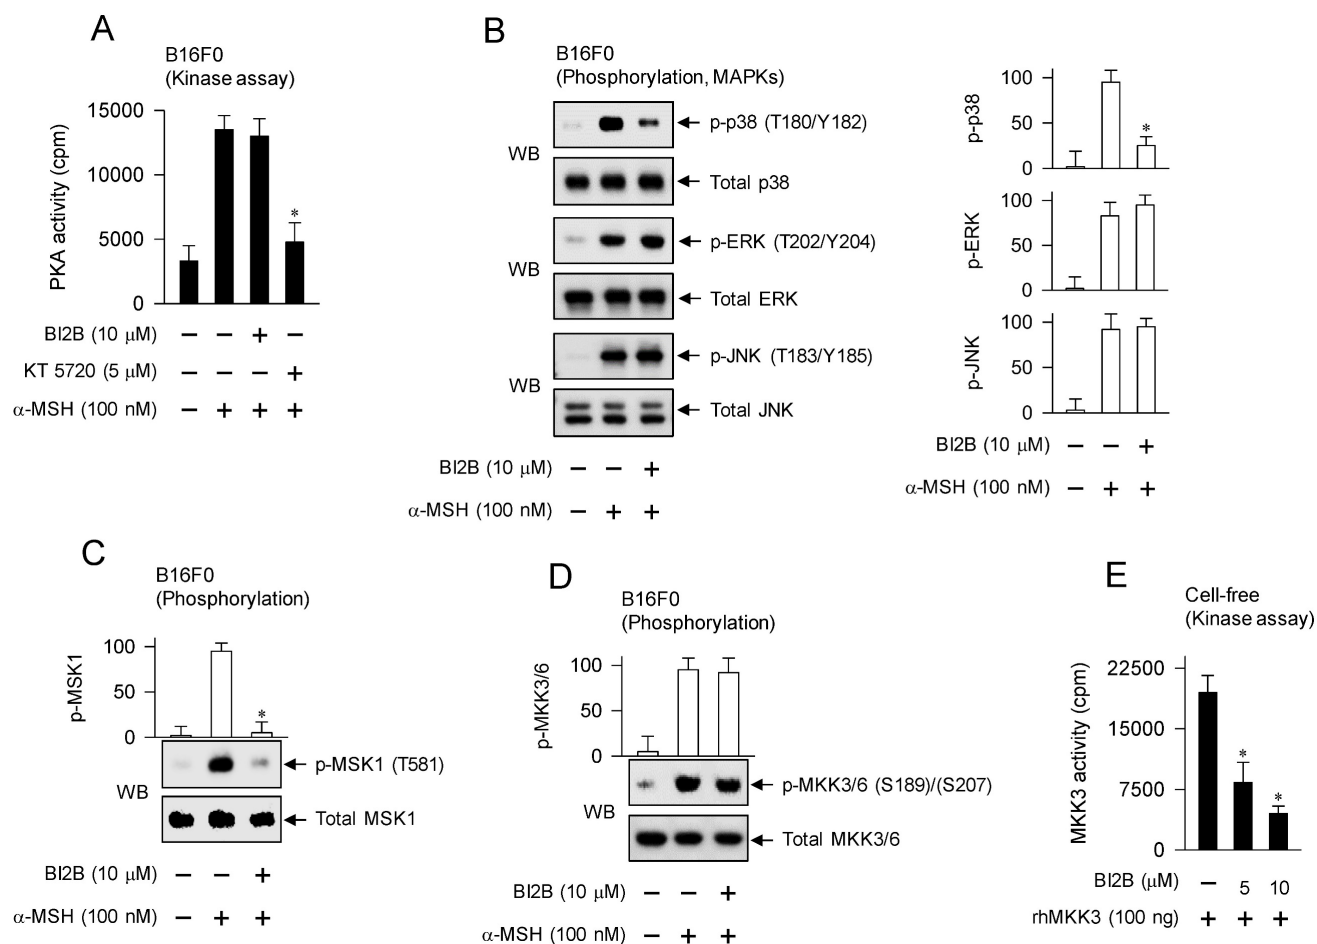 A
B16F0
(Kinase assay)
PKA activity (cpm)
15000
10000
5000
0
*
BI2B (10 μM) − − + −
KT 5720 (5 μM) − − − +
α-MSH (100 nM) − + + +
B
B16F0
(Phosphorylation, MAPKs)
WB
p-p38 (T180/Y182)
Total p38
WB
p-ERK (T202/Y204)
Total ERK
WB
p-JNK (T183/Y185)
Total JNK
BI2B (10 μM) − − +
α-MSH (100 nM) − + +
p-p38
100
50
0
*
p-ERK
100
50
0
p-JNK
100
50
0
BI2B (10 μM) − − +
α-MSH (100 nM) − + +
C
B16F0
(Phosphorylation)
p-MSK1
100
50
0
*
WB
p-MSK1 (T581)
Total MSK1
BI2B (10 μM) − − +
α-MSH (100 nM) − + +
D
B16F0
(Phosphorylation)
p-MKK3/6
100
50
0
WB
p-MKK3/6 (S189)/(S207)
Total MKK3/6
BI2B (10 μM) − − +
α-MSH (100 nM) − + +
E
Cell-free
(Kinase assay)
MKK3 activity (cpm)
22500
15000
7500
0
*
*
BI2B (μM) − 5 10
rhMKK3 (100 ng) + + +